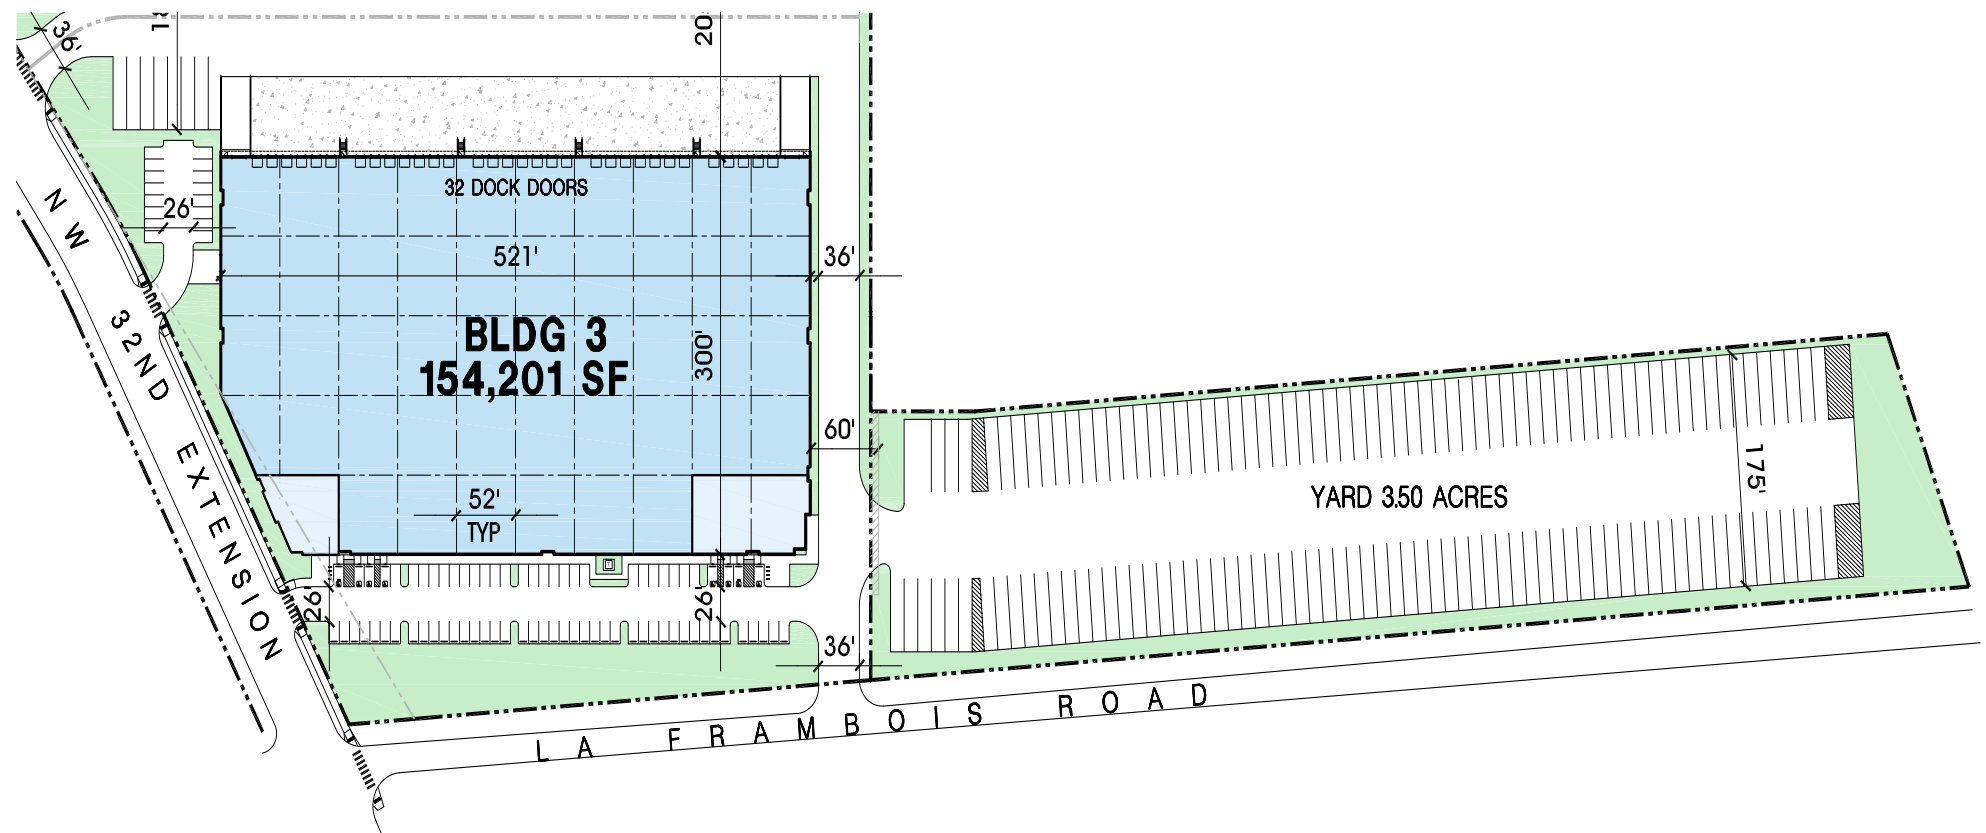 36'
20
32 DOCK DOORS
26'
521'
36'
BLDG 3
154,201 SF
300'
60'
52'
TYP
26'
26'
36'
YARD 3.50 ACRES
175'
NW 32ND EXTENSION
LA FRAMBOIS ROAD